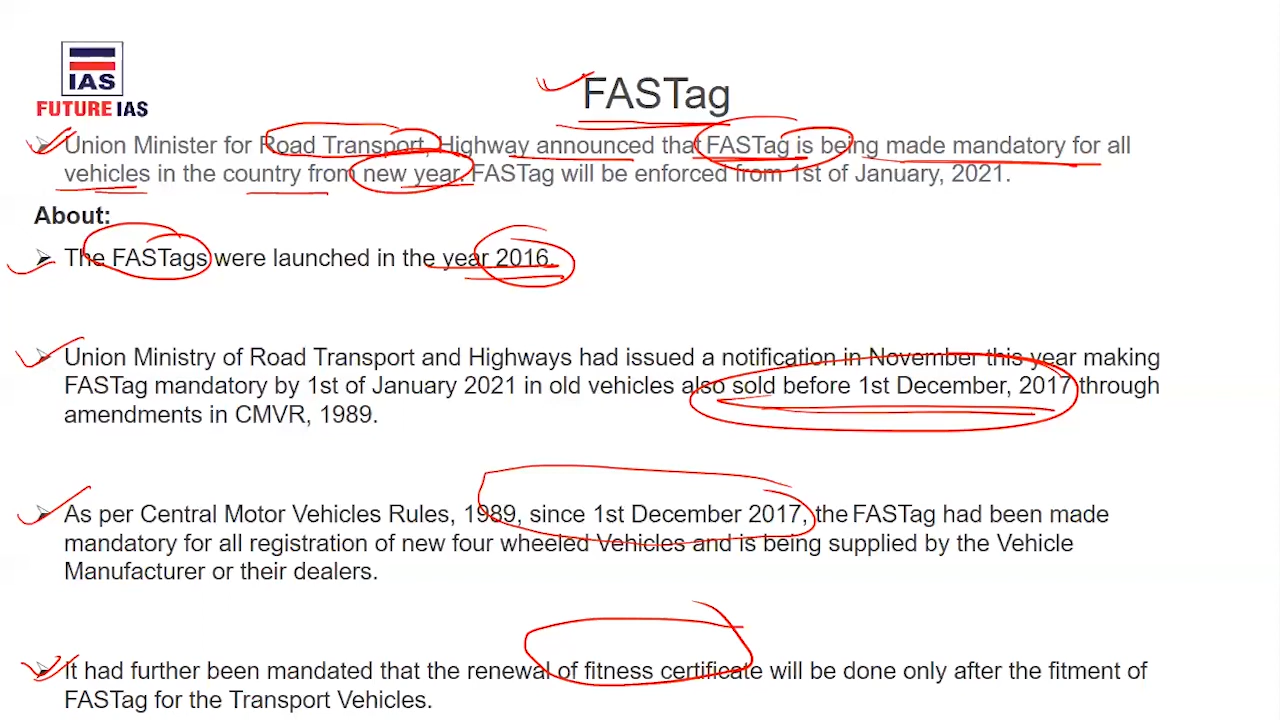 IAS
FUTURE IAS
FASTag
Union Minister for Road Transport, Highway announced that FASTag is being made mandatory for all
vehicles in the country from new year. FASTag will be enforced from 1st of January, 2021.
About:
The FASTags were launched in the year 2016.
Union Ministry of Road Transport and Highways had issued a notification in November this year making
FASTag mandatory by 1st of January 2021 in old vehicles also sold before 1st December, 2017 through
amendments in CMVR, 1989.
As per Central Motor Vehicles Rules, 1989, since 1st December 2017, the FASTag had been made
mandatory for all registration of new four wheeled Vehicles and is being supplied by the Vehicle
Manufacturer or their dealers.
It had further been mandated that the renewal of fitness certificate will be done only after the fitment of
FASTag for the Transport Vehicles.